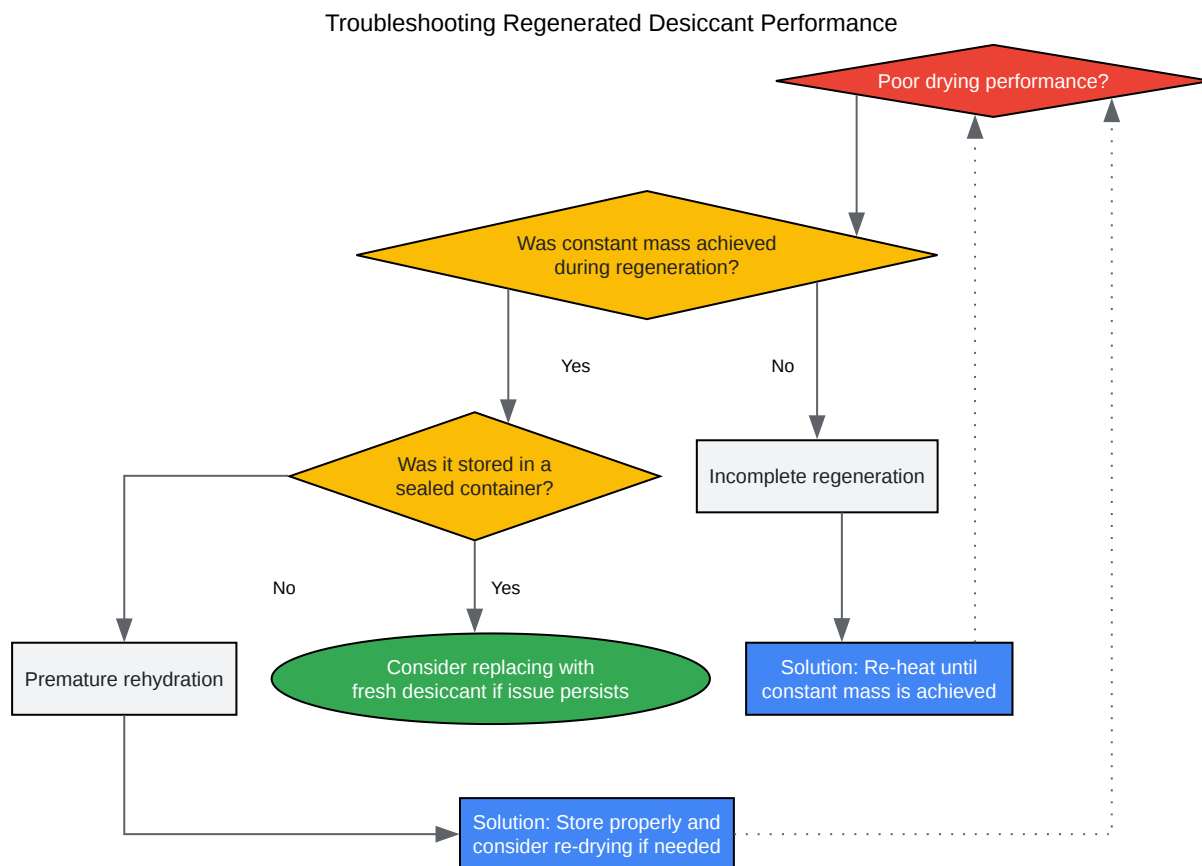 Troubleshooting Regenerated Desiccant Performance
Poor drying performance?
Was constant mass achieved
during regeneration?
Yes
No
Was it stored in a
sealed container?
Incomplete regeneration
No
Yes
Premature rehydration
Consider replacing with
fresh desiccant if issue persists
Solution: Re-heat until
constant mass is achieved
Solution: Store properly and
consider re-drying if needed